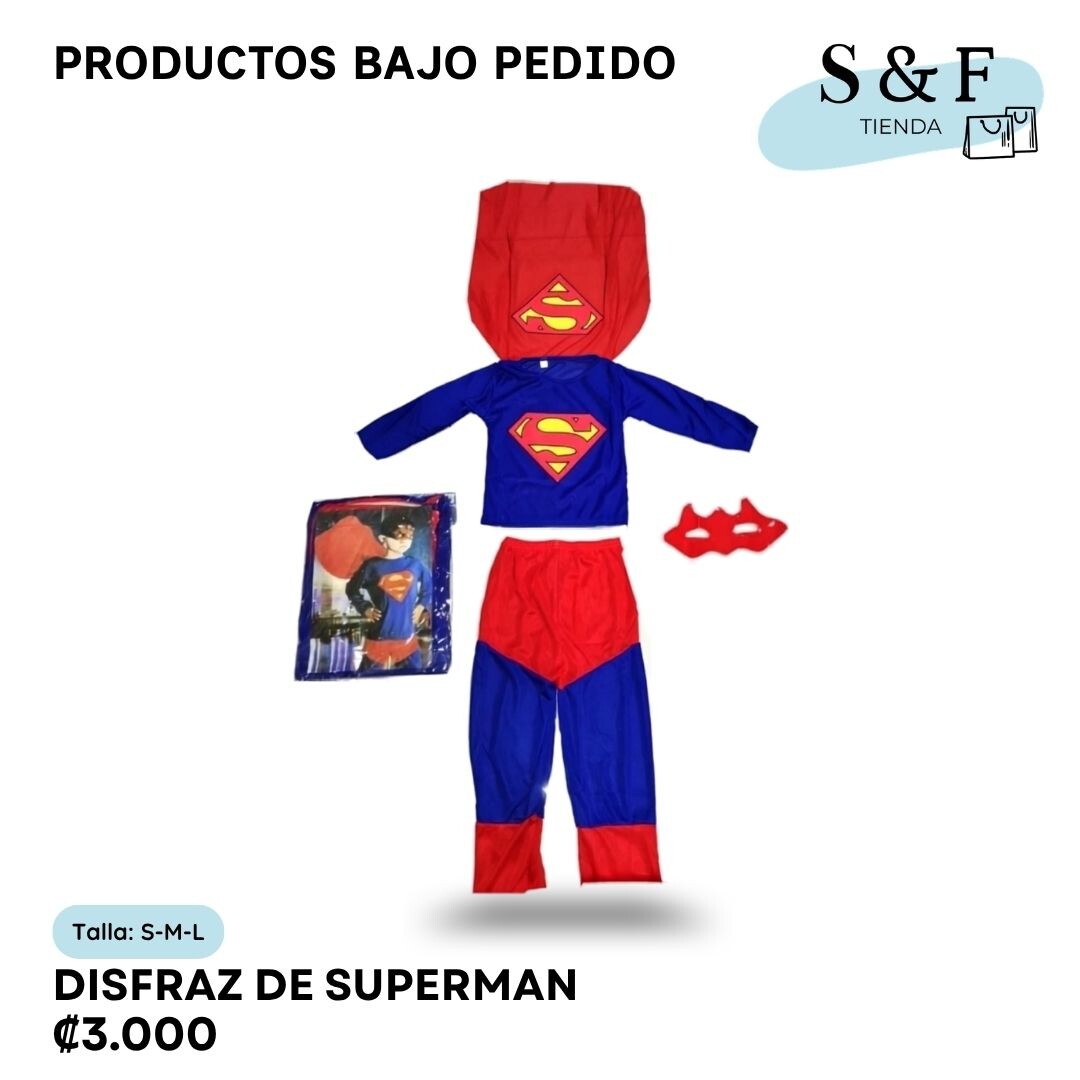 PRODUCTOS BAJO PEDIDO
S & F
TIENDA
Talla: S-M-L
DISFRAZ DE SUPERMAN
₡3.000